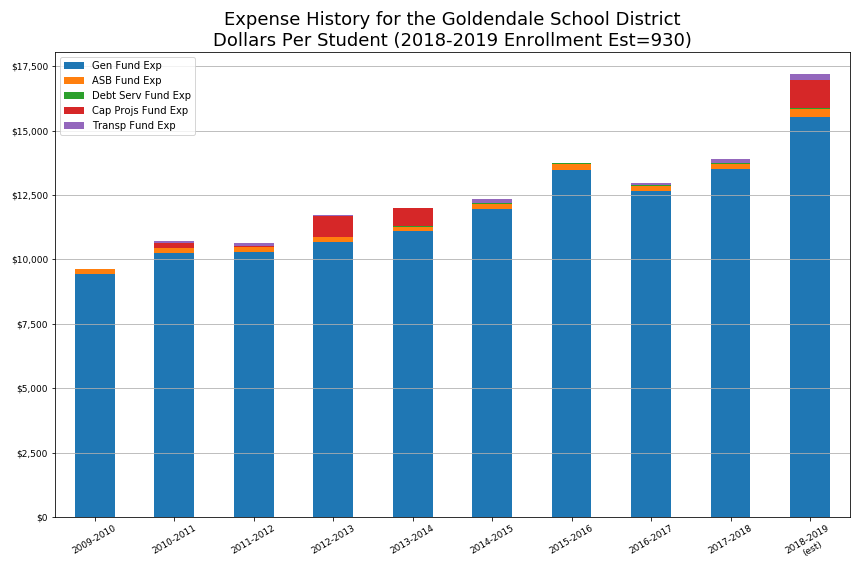 Expense History for the Goldendale School District
Dollars Per Student (2018-2019 Enrollment Est=930)
Gen Fund Exp
ASB Fund Exp
Debt Serv Fund Exp
Cap Projs Fund Exp
Transp Fund Exp
$17,500
$15,000
$12,500
$10,000
$7,500
$5,000
$2,500
$0
2009-2010
2010-2011
2011-2012
2012-2013
2013-2014
2014-2015
2015-2016
2016-2017
2017-2018
2018-2019
(est)